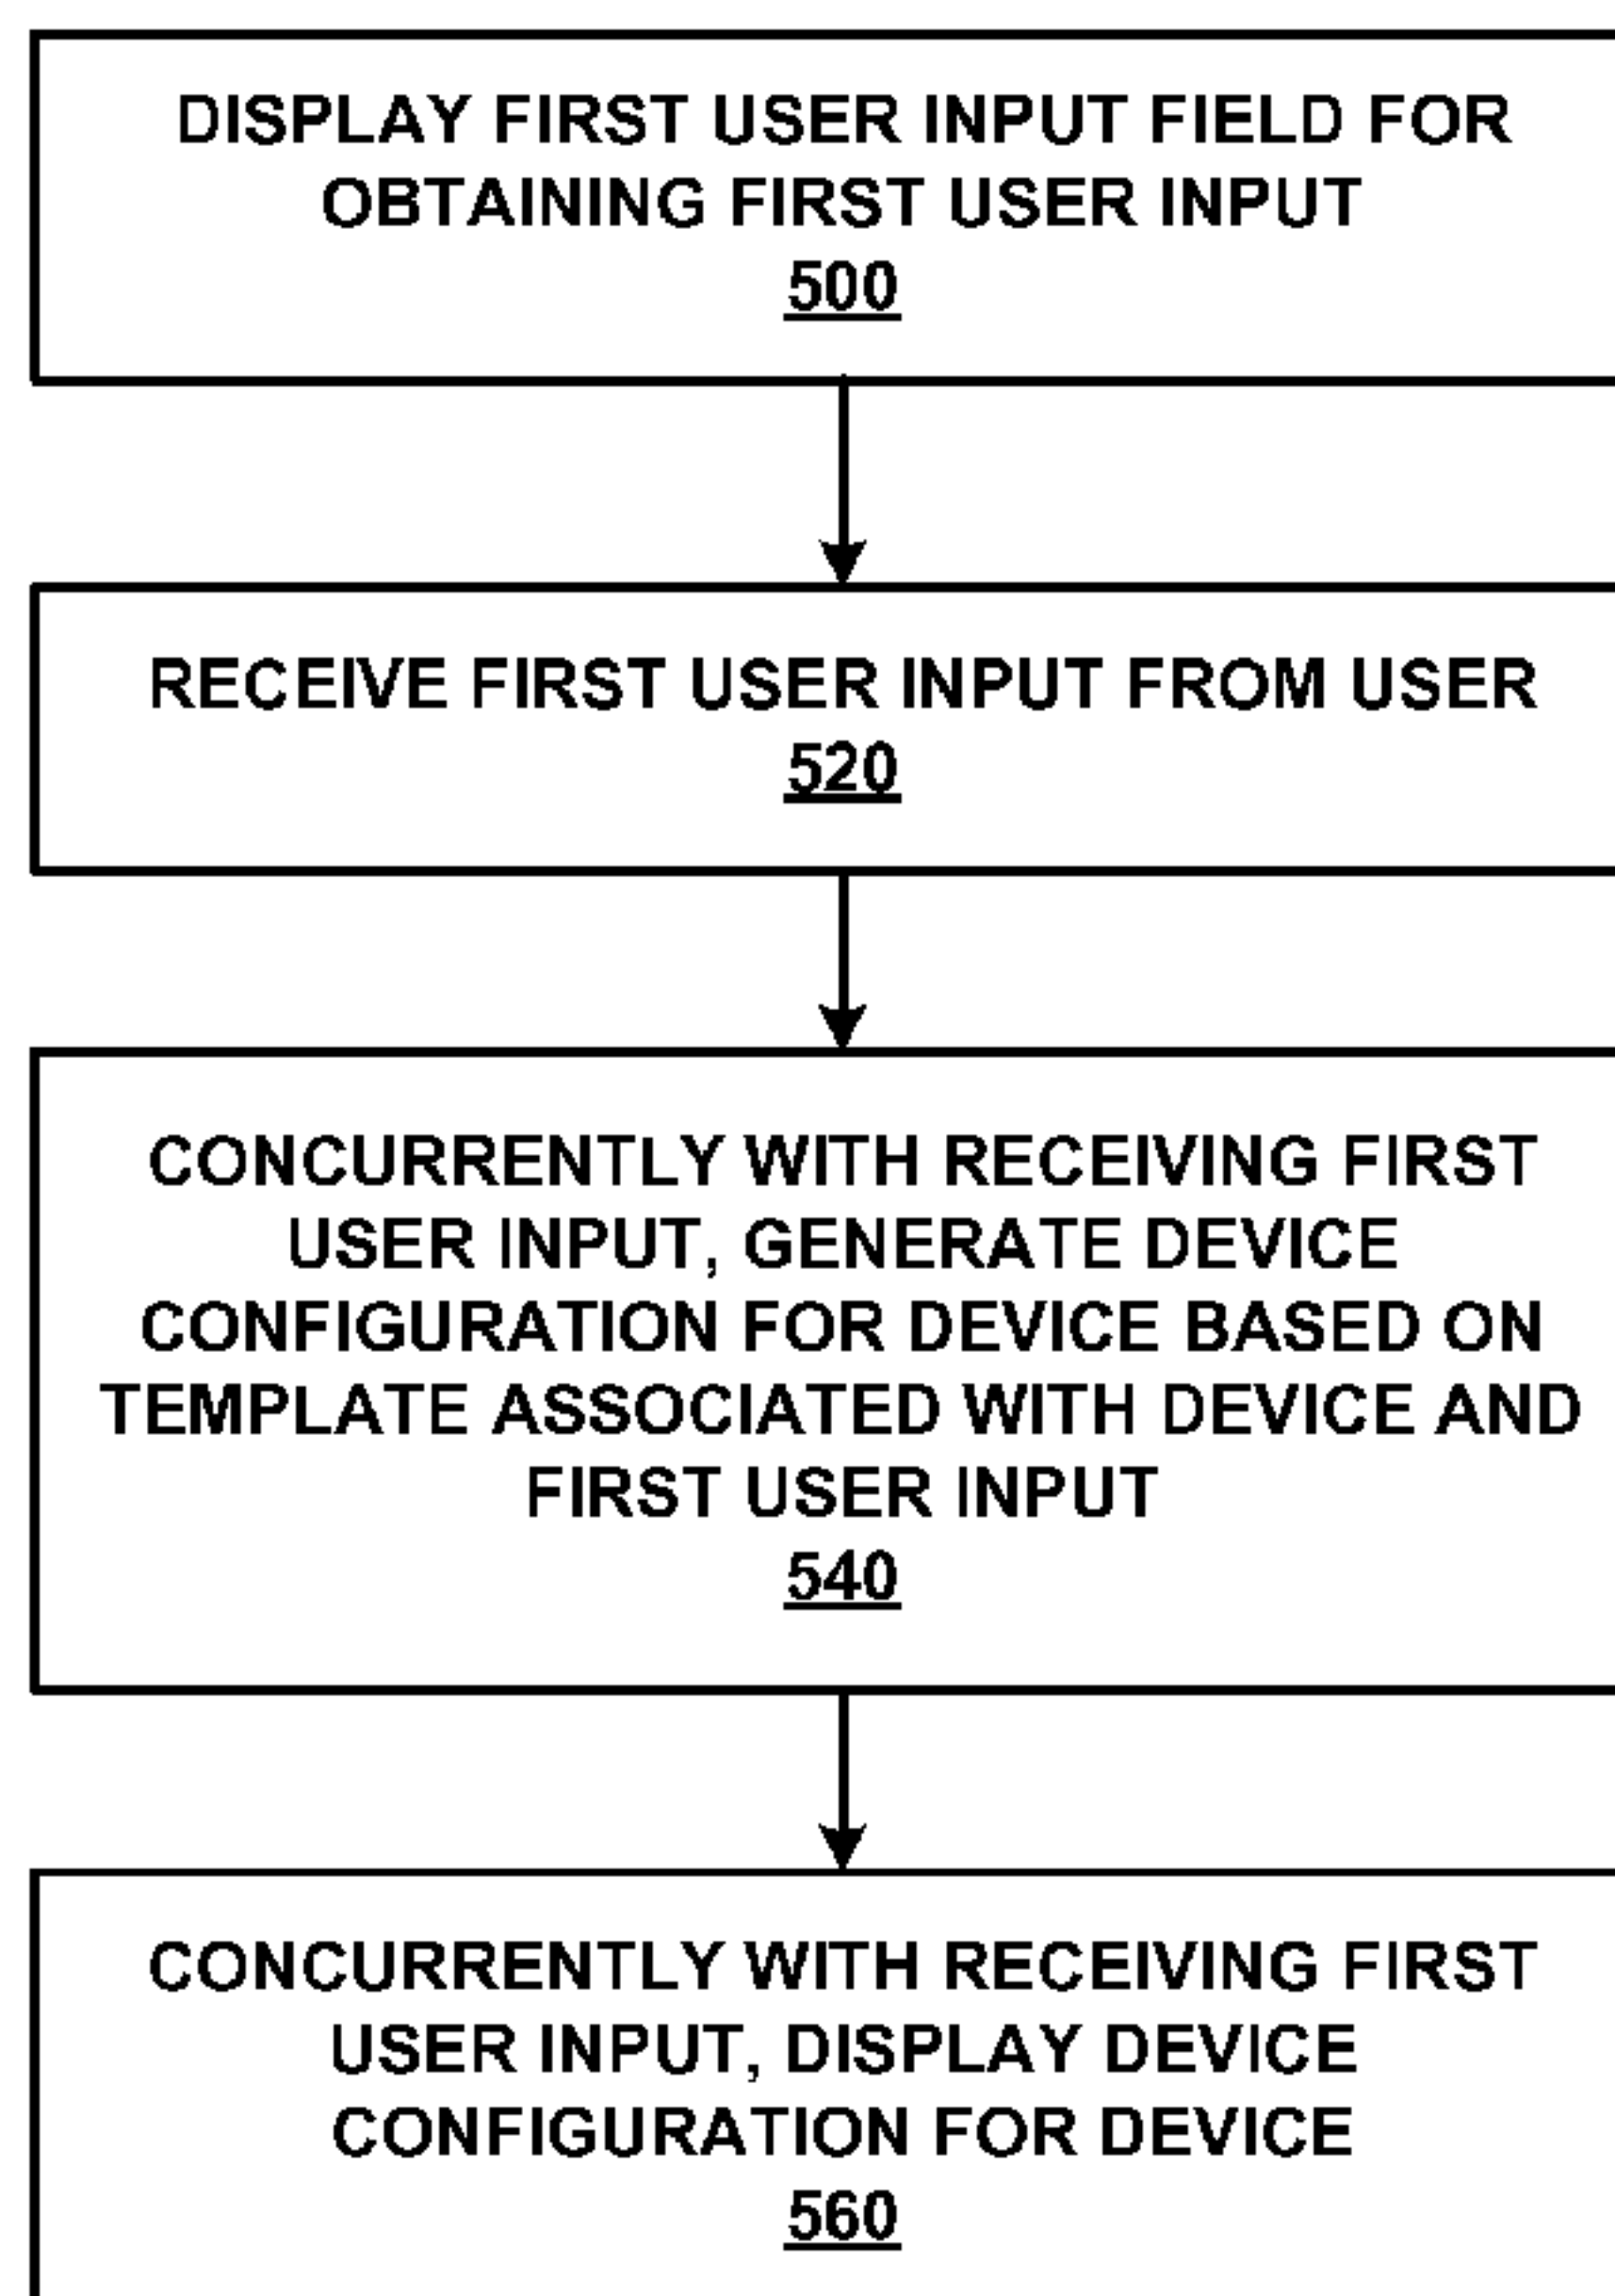 DISPLAY FIRST USER INPUT FIELD FOR
OBTAINING FIRST USER INPUT
500
RECEIVE FIRST USER INPUT FROM USER
520
CONCURRENTLY WITH RECEIVING FIRST
USER INPUT, GENERATE DEVICE
CONFIGURATION FOR DEVICE BASED ON
TEMPLATE ASSOCIATED WITH DEVICE AND
FIRST USER INPUT
540
CONCURRENTLY WITH RECEIVING FIRST
USER INPUT, DISPLAY DEVICE
CONFIGURATION FOR DEVICE
560